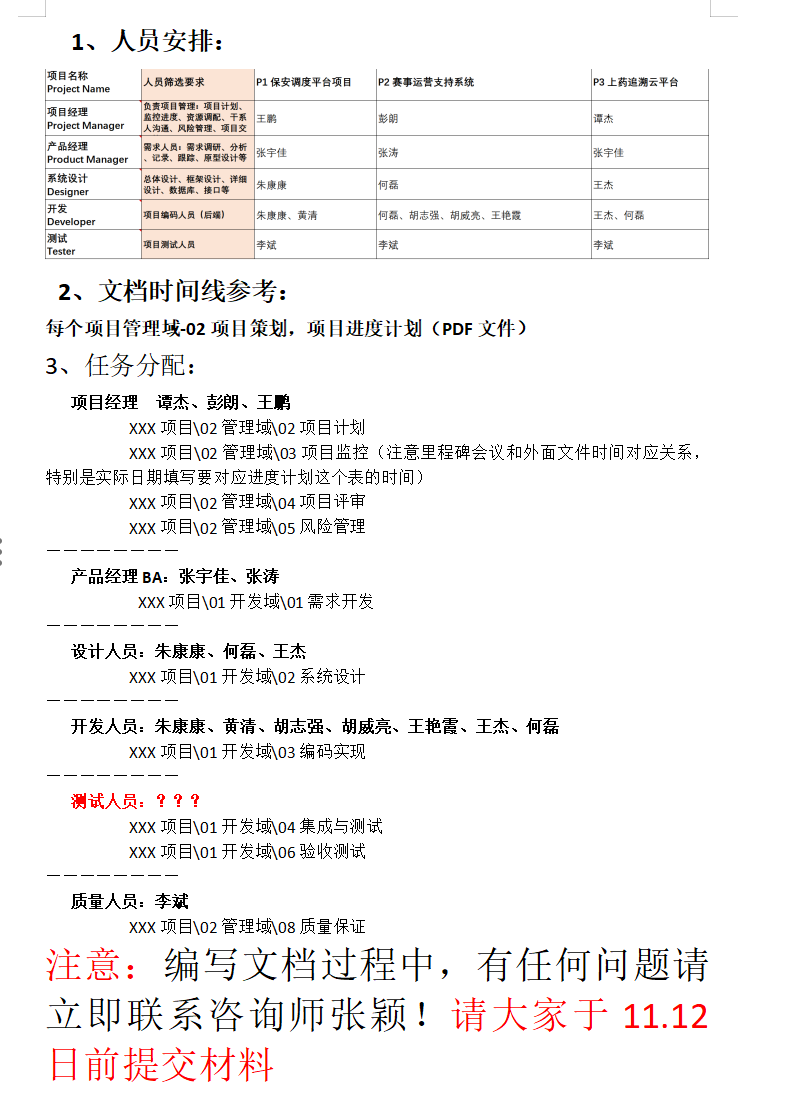 1、人员安排：
项目名称 人员筛选要求 P1 保安调度平台项目 P2 赛事运营支持系统 P3 上药追溯云平台
Project Name
项目经理 负责项目管理：项目计划、
监控进度、资源调配、干系 王鹏 彭朗 谭杰
Project Manager 人沟通、风险管理、项目交
产品经理 需求人员：需求调研、分析 张宇佳 张涛 张宇佳
Product Manager 、记录、跟踪、原型设计等
系统设计 总体设计、框架设计、详细 朱康康 何磊 王杰
Designer 设计、数据库、接口等
开发 项目编码人员（后端） 朱康康、黄清 何磊、胡志强、胡威亮、王艳霞 王杰、何磊
Developer
测试 项目测试人员 李斌 李斌 李斌
Tester
2、文档时间线参考：
每个项目管理域-02 项目策划，项目进度计划（PDF 文件）
3、任务分配：
项目经理 谭杰、彭朗、王鹏
XXX 项目\02 管理域\02 项目计划
XXX 项目\02 管理域\03 项目监控（注意里程碑会议和外面文件时间对应关系，
特别是实际日期填写要对应进度计划这个表的时间）
XXX 项目\02 管理域\04 项目评审
XXX 项目\02 管理域\05 风险管理
————————
产品经理 BA：张宇佳、张涛
XXX 项目\01 开发域\01 需求开发
————————
设计人员：朱康康、何磊、王杰
XXX 项目\01 开发域\02 系统设计
————————
开发人员：朱康康、黄清、胡志强、胡威亮、王艳霞、王杰、何磊
XXX 项目\01 开发域\03 编码实现
————————
测试人员：？？？
XXX 项目\01 开发域\04 集成与测试
XXX 项目\01 开发域\06 验收测试
————————
质量人员：李斌
XXX 项目\02 管理域\08 质量保证
注意：编写文档过程中，有任何问题请
立即联系咨询师张颖！请大家于 11.12
日前提交材料